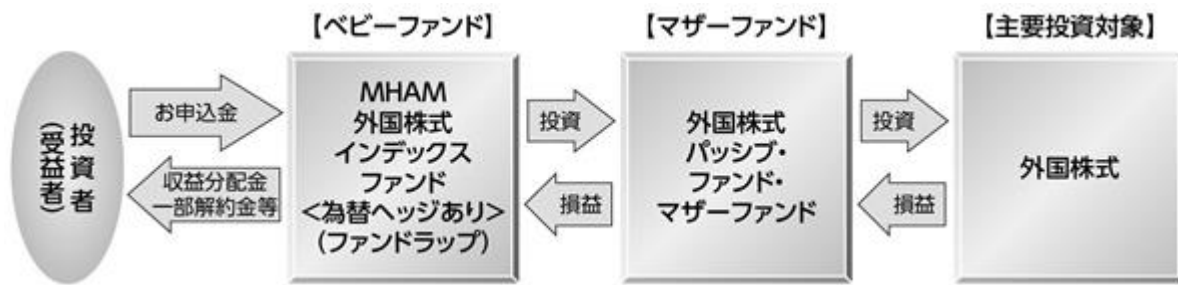 【ベビーファンド】
【マザーファンド】
【主要投資対象】
投資者
(受益者)
お申込金
収益分配金
一部解約金等
MHAM
外国株式
インデックス
ファンド
<為替ヘッジあり>
(ファンドラップ)
投資
損益
外国株式
パッシブ・
ファンド・
マザーファンド
投資
損益
外国株式